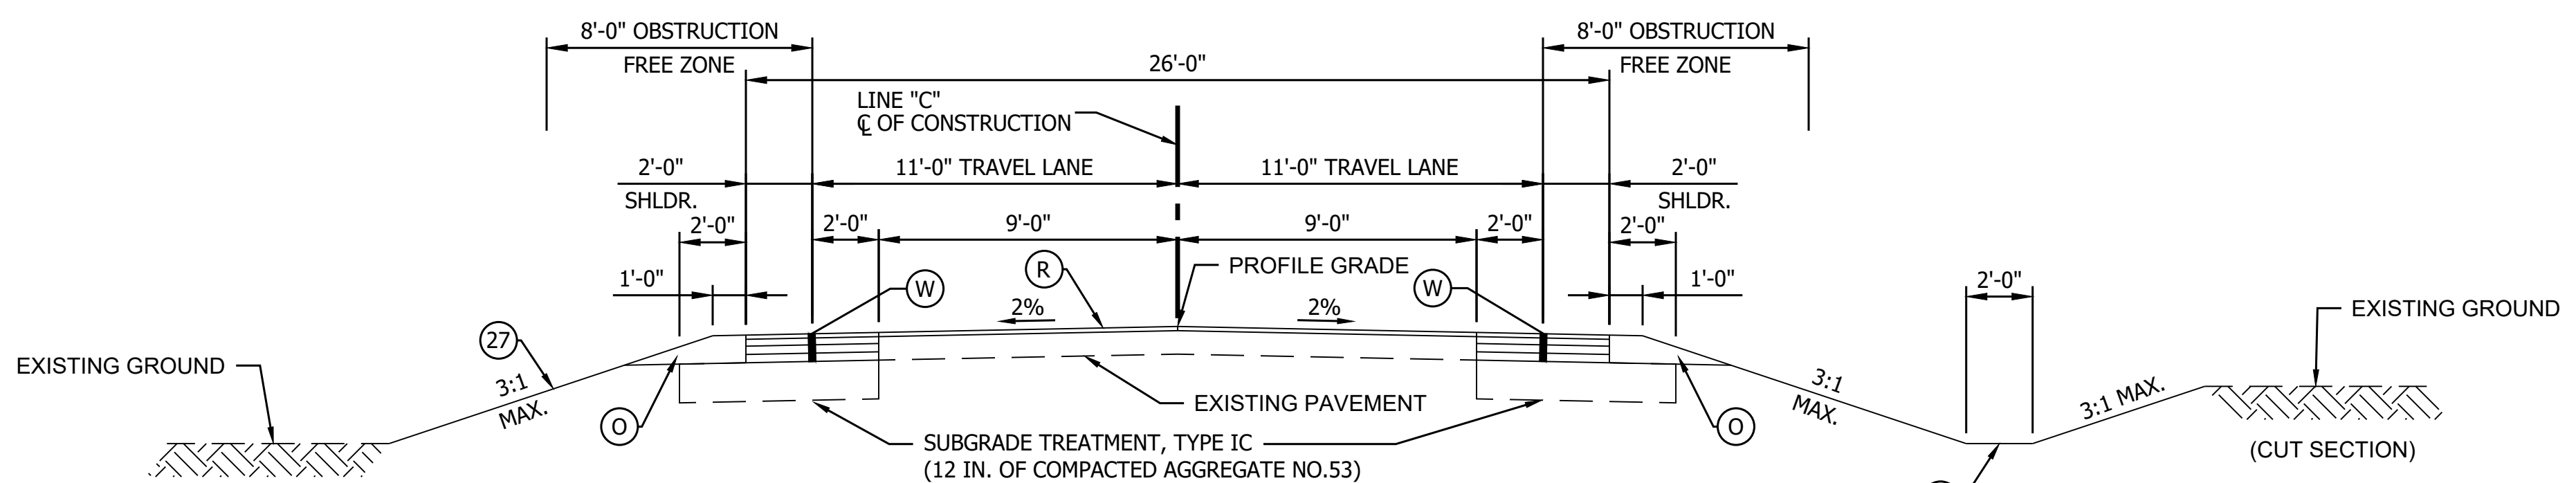 8'-0" OBSTRUCTION
FREE ZONE
8'-0" OBSTRUCTION
FREE ZONE
26'-0"
LINE "C"
℄ OF CONSTRUCTION
2'-0"
SHLDR.
11'-0" TRAVEL LANE
11'-0" TRAVEL LANE
2'-0"
SHLDR.
2'-0"
2'-0"
9'-0"
9'-0"
2'-0"
2'-0"
1'-0"
W
R
PROFILE GRADE
W
1'-0"
2'-0"
2%
2%
EXISTING GROUND
27
3:1
MAX.
O
EXISTING PAVEMENT
SUBGRADE TREATMENT, TYPE IC
(12 IN. OF COMPACTED AGGREGATE NO.53)
O
3:1
MAX.
3:1 MAX.
EXISTING GROUND
(CUT SECTION)